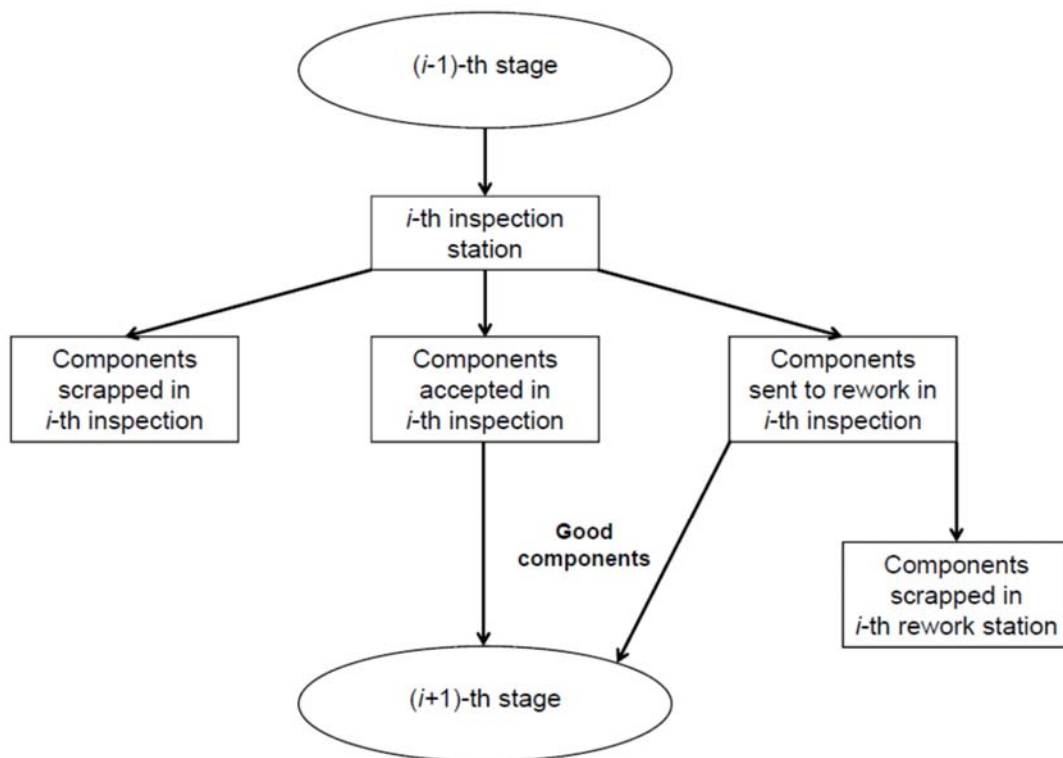 (i-1)-th stage
i-th inspection
station
Components
scrapped in
i-th inspection
Components
accepted in
i-th inspection
Components
sent to rework in
i-th inspection
Good
components
Components
scrapped in
i-th rework station
(i+1)-th stage